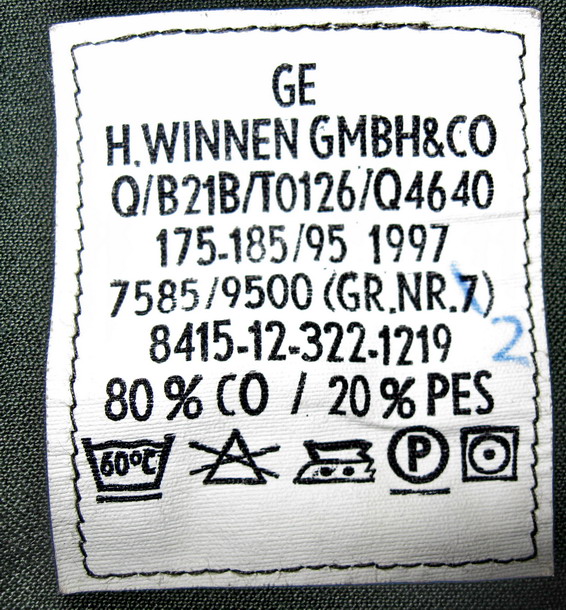 GE
H.WINNEN GMBH&CO
Q/B21B/T0126/Q4640
175-185/95 1997
7585/9500 (GR.NR.7)
2
8415-12-322-1219
80% CO / 20% PES
60°C P